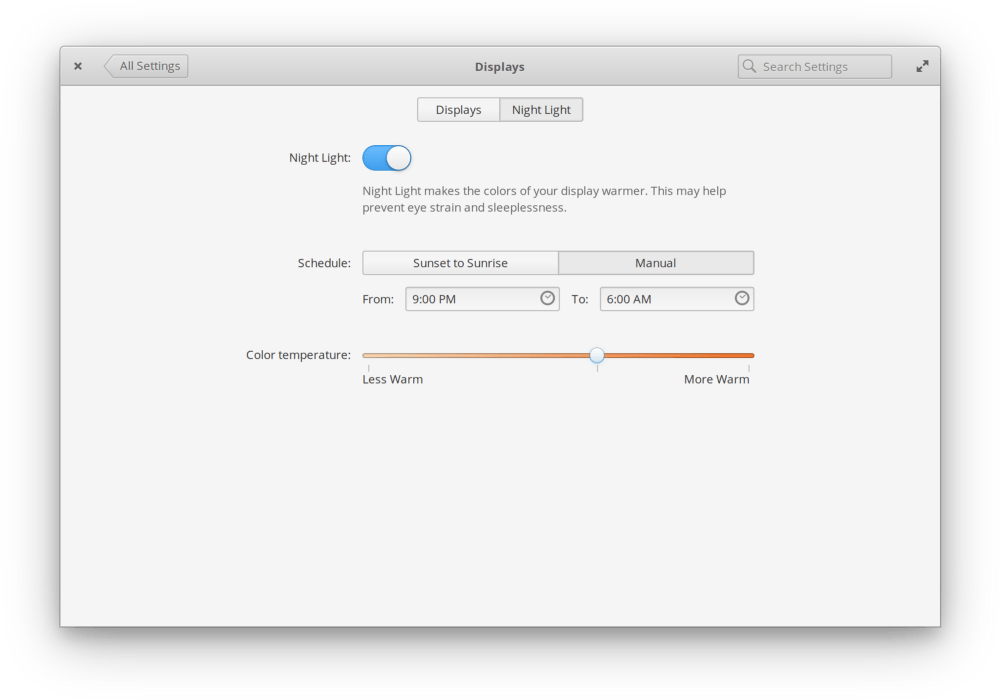 All Settings
Displays
Search Settings
Displays
Night Light
Night Light:
Night Light makes the colors of your display warmer. This may help
prevent eye strain and sleeplessness.
Schedule:
Sunset to Sunrise
Manual
From:
9:00 PM
To:
6:00 AM
Color temperature:
Less Warm
More Warm